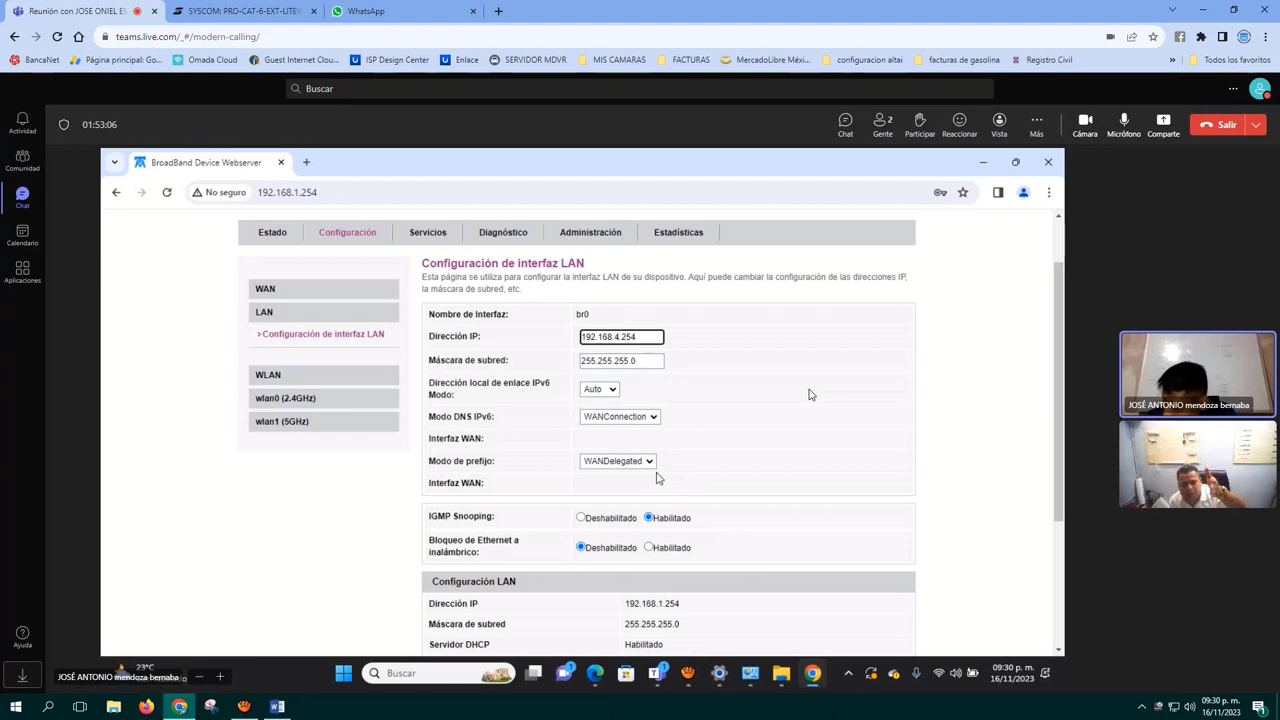 Reunión con JOSE ONIEL ES
SYSCOM: PRO-CAT-6-EXT-LITEV
WhatsApp
teams.live.com/_#/modern-calling/
BancaNet
Página principal: Go...
Omada Cloud
Guest Internet Clou...
ISP Design Center
Enlace
SERVIDOR MDVR
MIS CAMARAS
FACTURAS
MercadoLibre Méxi...
configuracion altai
facturas de gasolina
Registro Civil
Todos los favoritos
Buscar
Actividad
Comunidad
Chat
Calendario
Aplicaciones
Ayuda
01:53:06
Chat
2
Gente
Participar
Reaccionar
Vista
Más
Cámara
Micrófono
Comparte
Salir
BroadBand Device Webserver
No seguro
192.168.1.254
Estado
Configuración
Servicios
Diagnóstico
Administración
Estadísticas
WAN
LAN
>Configuración de interfaz LAN
WLAN
wlan0 (2.4GHz)
wlan1 (5GHz)
Configuración de interfaz LAN
Esta página se utiliza para configurar la interfaz LAN de su dispositivo. Aquí puede cambiar la configuración de las direcciones IP,
la máscara de subred, etc.
Nombre de Interfaz: br0
Dirección IP: 192.168.4.254
Máscara de subred: 255.255.255.0
Dirección local de enlace IPv6
Modo: Auto
Modo DNS IPv6: WANConnection
Interfaz WAN:
Modo de prefijo: WANDelegated
Interfaz WAN:
IGMP Snooping: Deshabilitado Habilitado
Bloqueo de Ethernet a
inalámbrico: Deshabilitado Habilitado
Configuración LAN
Dirección IP 192.168.1.254
Máscara de subred 255.255.255.0
Servidor DHCP Habilitado
JOSÉ ANTONIO mendoza bernaba
23°C
JOSÉ ANTONIO mendoza bernaba
Buscar
09:30 p. m.
16/11/2023
09:30 p. m.
16/11/2023